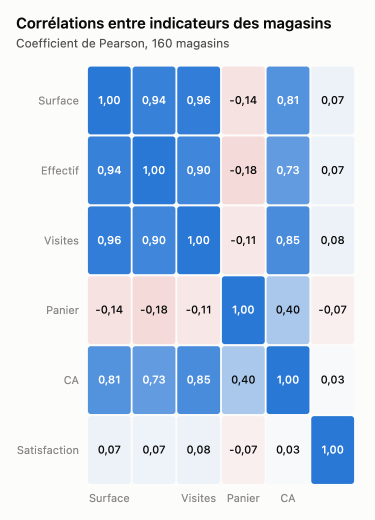 Corrélations entre indicateurs des magasins
Coefficient de Pearson, 160 magasins
Surface 1,00 0,94 0,96 -0,14 0,81 0,07
Effectif 0,94 1,00 0,90 -0,18 0,73 0,07
Visites 0,96 0,90 1,00 -0,11 0,85 0,08
Panier -0,14 -0,18 -0,11 1,00 0,40 -0,07
CA 0,81 0,73 0,85 0,40 1,00 0,03
Satisfaction 0,07 0,07 0,08 -0,07 0,03 1,00
Surface Visites Panier CA